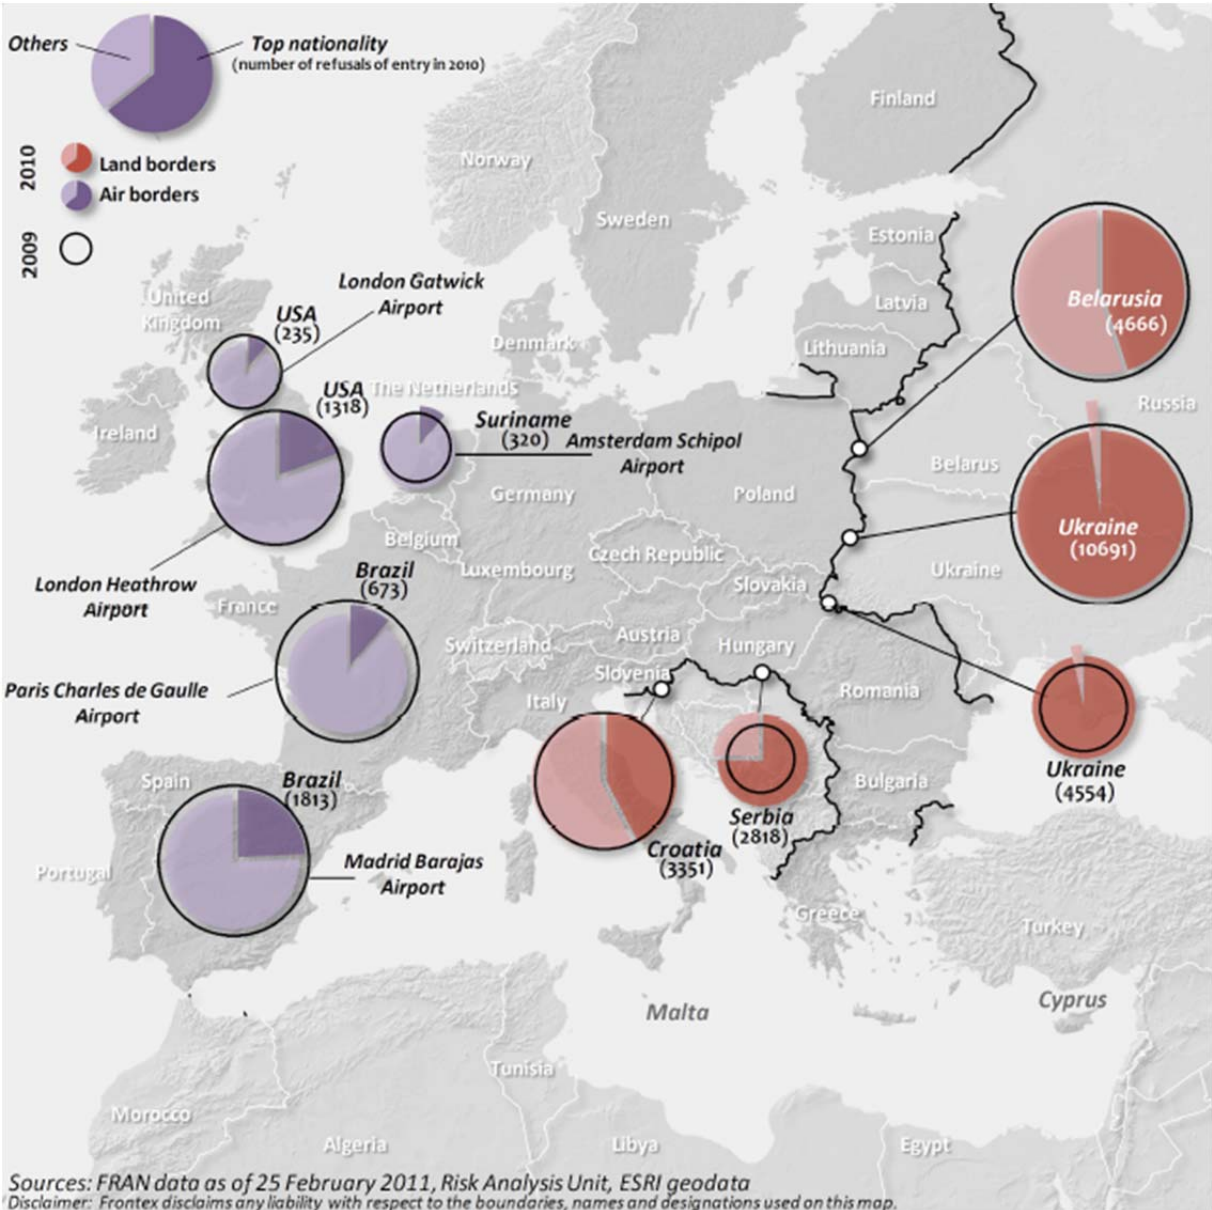 Others
Top nationality
(number of refusals of entry in 2010)
2010
Land borders
Air borders
2009
Finland
Norway
Sweden
Estonia
Latvia
Lithuania
Denmark
United
Kingdom
Ireland
London Gatwick
Airport
USA
(235)
USA
(1318)
The Netherlands
Suriname
(320)
Amsterdam Schipol
Airport
Belarusia
(4666)
Russia
Belarus
Germany
Poland
Ukraine
(10691)
Belgium
Czech Republic
Luxembourg
Slovakia
Ukraine
London Heathrow
Airport
Brazil
(673)
France
Switzerland
Austria
Hungary
Slovenia
Italy
Romania
Paris Charles de Gaulle
Airport
Ukraine
(4554)
Spain
Brazil
(1813)
Bulgaria
Serbia
(2818)
Croatia
(3351)
Madrid Barajas
Airport
Portugal
Greece
Turkey
Malta
Cyprus
Tunisia
Morocco
Algeria
Libya
Egypt
Sources: FRAN data as of 25 February 2011, Risk Analysis Unit, ESRI geodata
Disclaimer: Frontex disclaims any liability with respect to the boundaries, names and designations used on this map.